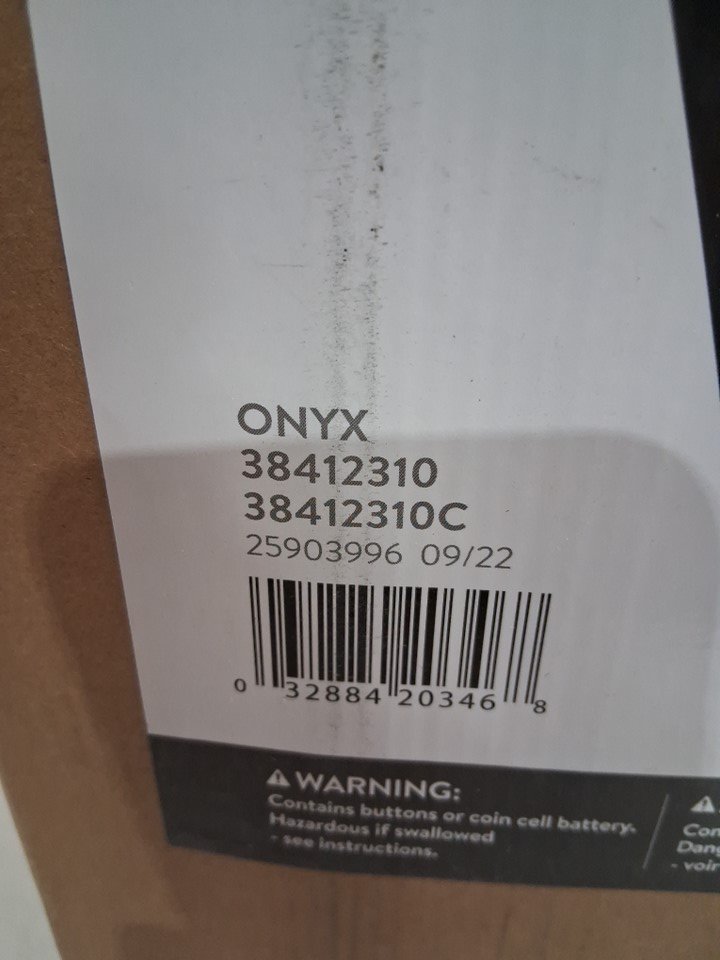 ONYX
38412310
38412310C
25903996 09/22
0 32884 20346 8
⚠ WARNING:
Contains buttons or coin cell battery.
Hazardous if swallowed
- see instructions.
⚠
- voir